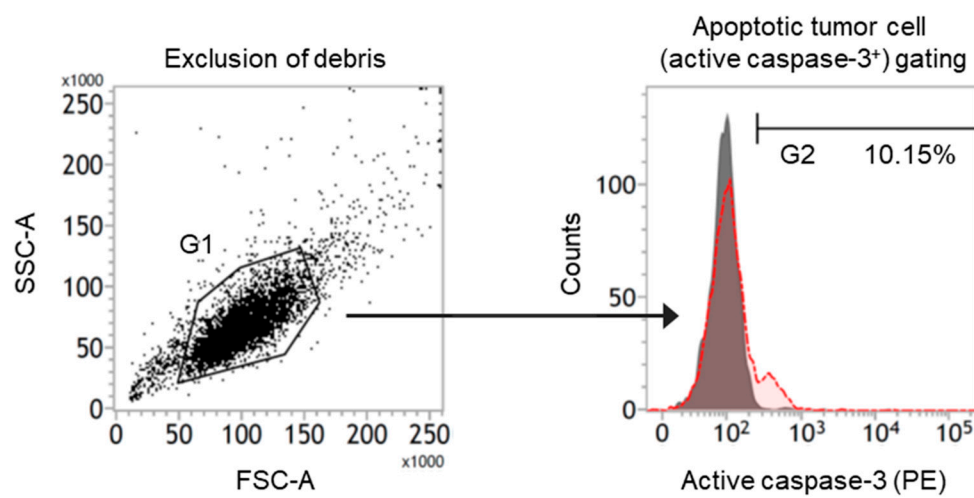 Exclusion of debris
x1000
250
200
150
100
50
0
SSC-A
G1
0 50 100 150 200 250
x1000
FSC-A
Apoptotic tumor cell
(active caspase-3⁺) gating
G2 10.15%
100
50
0
Counts
0 10² 10³ 10⁴ 10⁵
Active caspase-3 (PE)